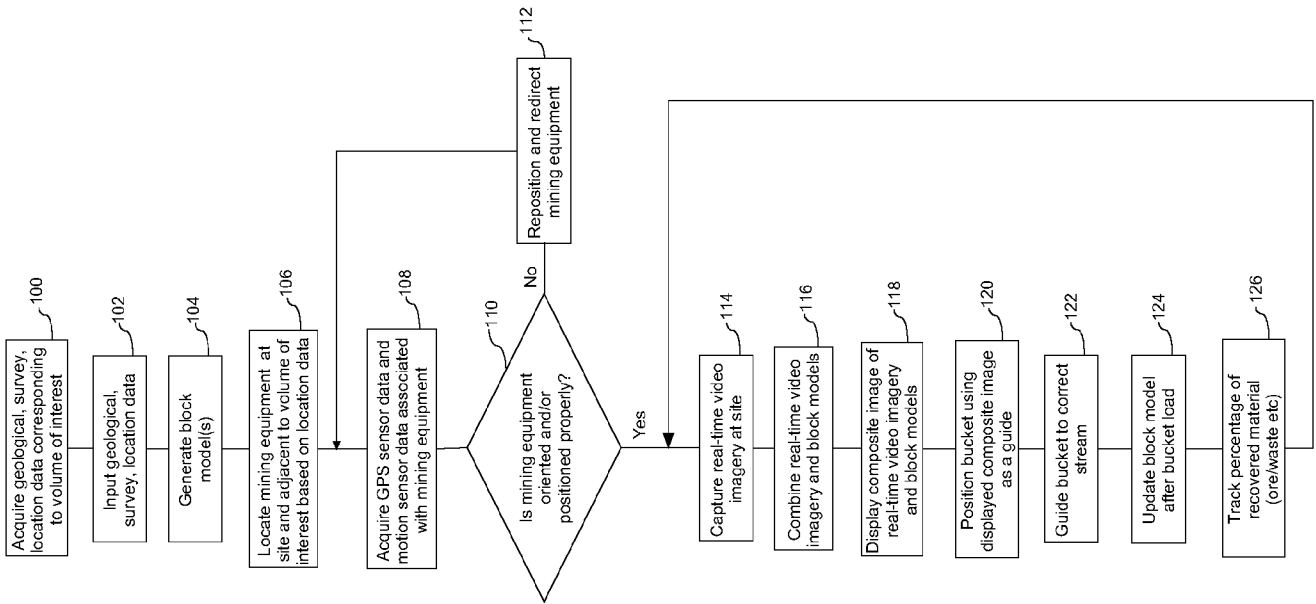 Acquire geological, survey,
location data corresponding
to volume of interest
100
Input geological,
survey, location data
102
Generate block
model(s)
104
Locate mining equipment at
site and adjacent to volume of
interest based on location data
106
Acquire GPS sensor data and
motion sensor data associated
with mining equipment
108
Is mining equipment
oriented and/or
positioned properly?
110
No
Reposition and redirect
mining equipment
112
Yes
Capture real-time video
imagery at site
114
Combine real-time video
imagery and block models
116
Display composite image of
real-time video imagery
and block models
118
Position bucket using
displayed composite image
as a guide
120
Guide bucket to correct
stream
122
Update block model
after bucket load
124
Track percentage of
recovered material
(ore/waste etc)
126